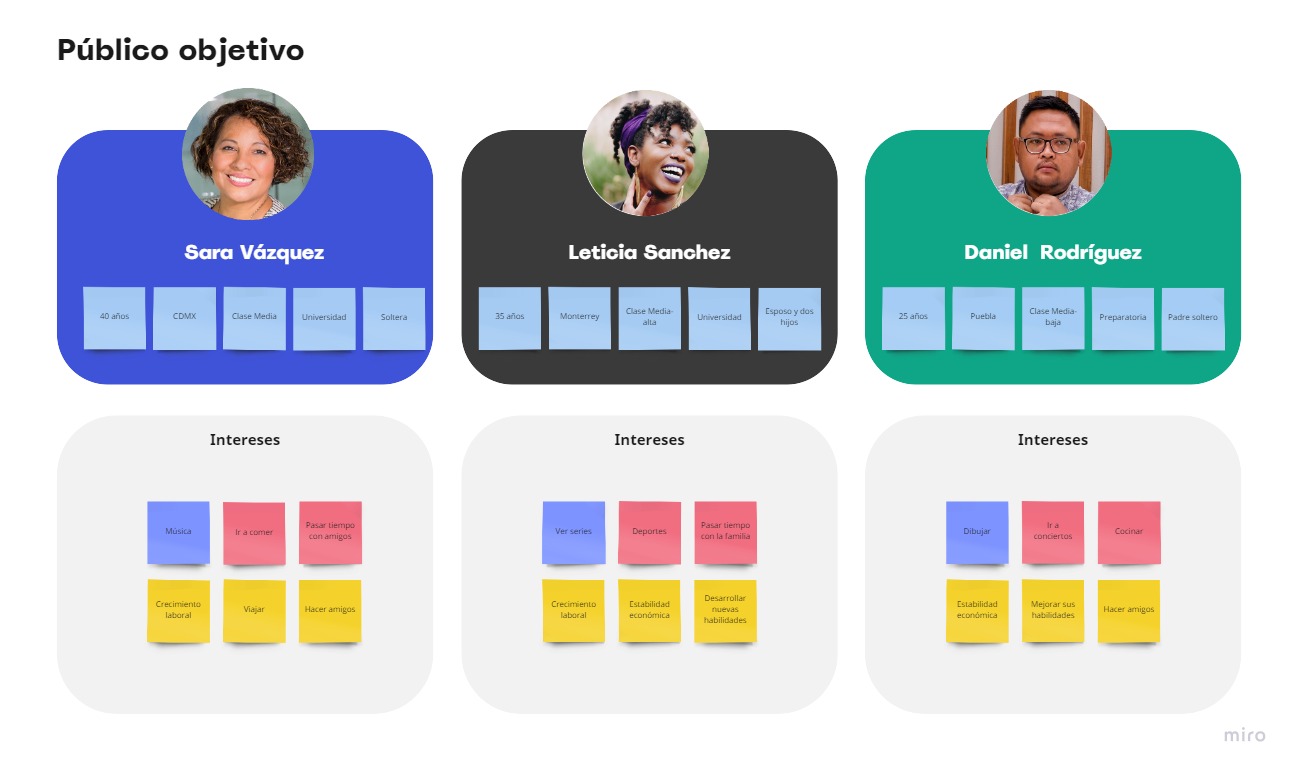 Público objetivo
Sara Vázquez
40 años
CDMX
Clase Media
Universidad
Soltera
Leticia Sanchez
35 años
Monterrey
Clase Media-
alta
Universidad
Esposo y dos
hijos
Daniel  Rodríguez
25 años
Puebla
Clase Media-
baja
Preparatoria
Padre soltero
Intereses
Música
Ir a comer
Pasar tiempo
con amigos
Crecimiento
laboral
Viajar
Hacer amigos
Intereses
Ver series
Deportes
Pasar tiempo
con la familia
Crecimiento
laboral
Estabilidad
económica
Desarrollar
nuevas
habilidades
Intereses
Dibujar
Ir a
conciertos
Cocinar
Estabilidad
económica
Mejorar sus
habilidades
Hacer amigos
miro